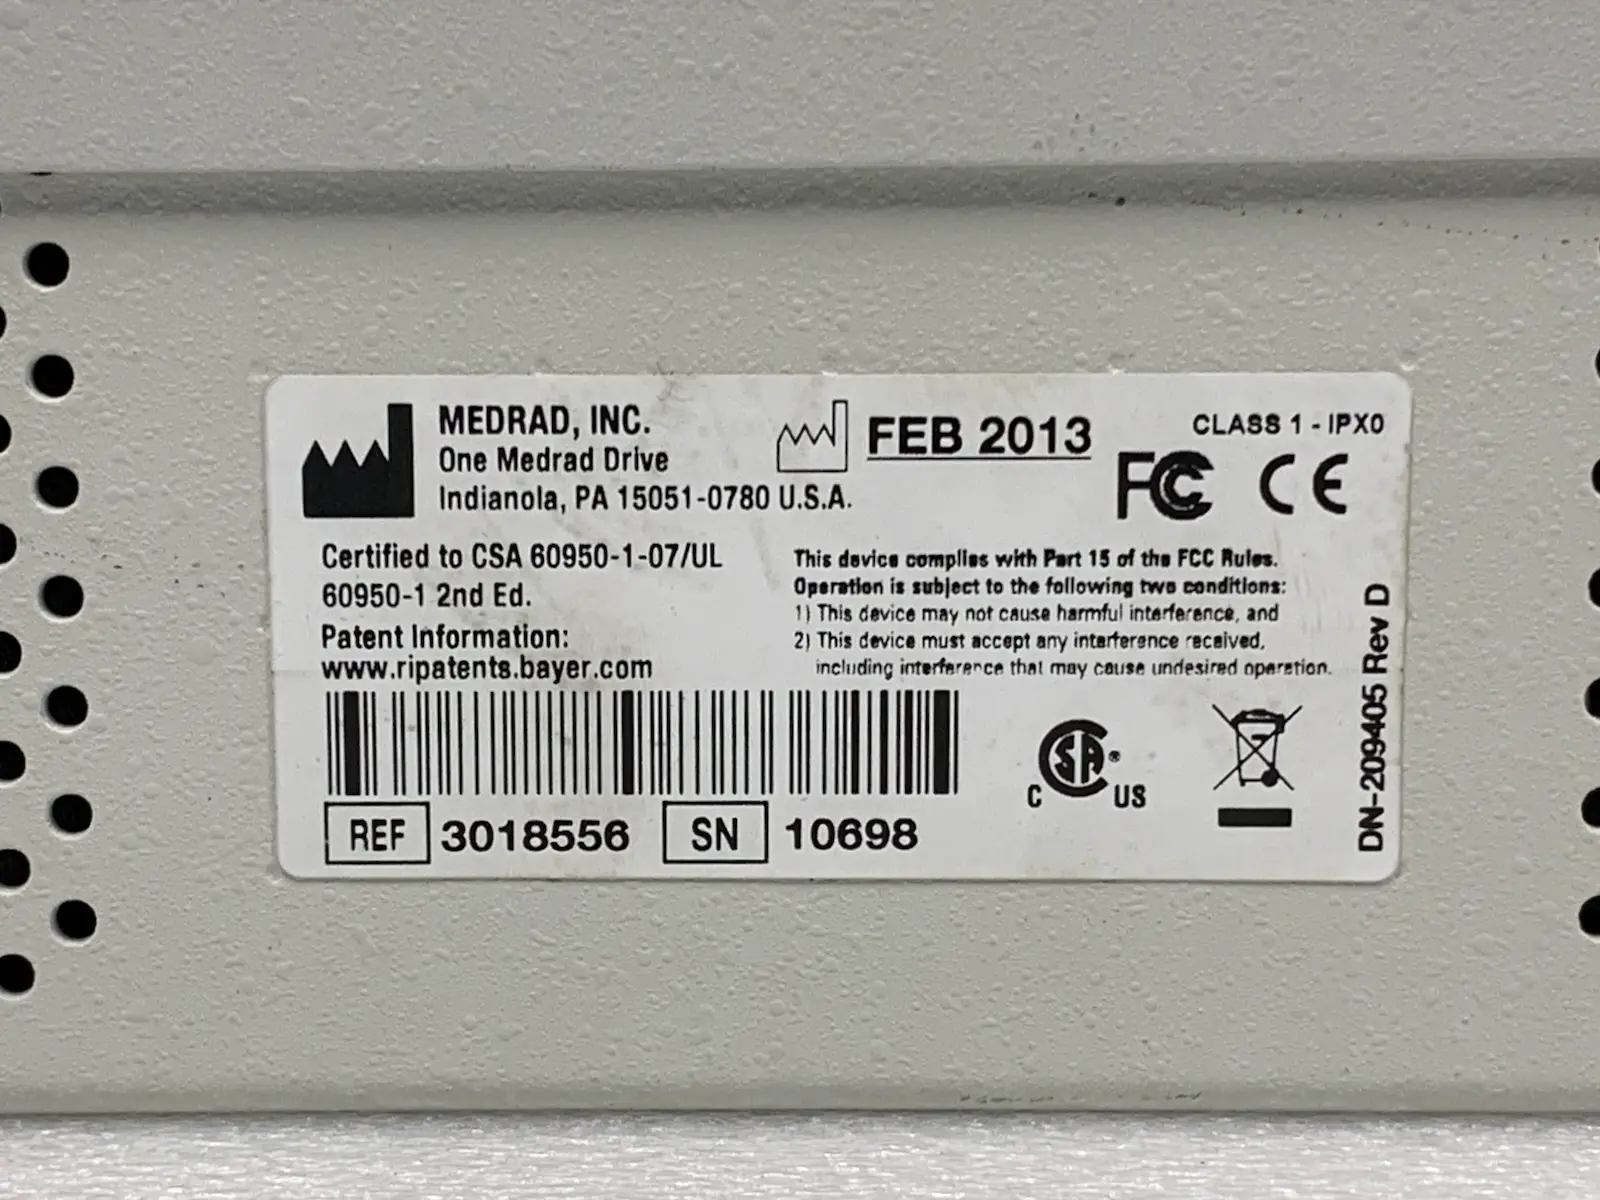 MEDRAD, INC.
One Medrad Drive
Indianola, PA 15051-0780 U.S.A.
FEB 2013
CLASS 1 - IPX0
FC CE
Certified to CSA 60950-1-07/UL
60950-1 2nd Ed.
Patent Information:
www.ripatents.bayer.com
This device complies with Part 15 of the FCC Rules.
Operation is subject to the following two conditions:
1) This device may not cause harmful interference, and
2) This device must accept any interference received,
including interference that may cause undesired operation.
REF 3018556 SN 10698
C SA® US
DN-209405 Rev D